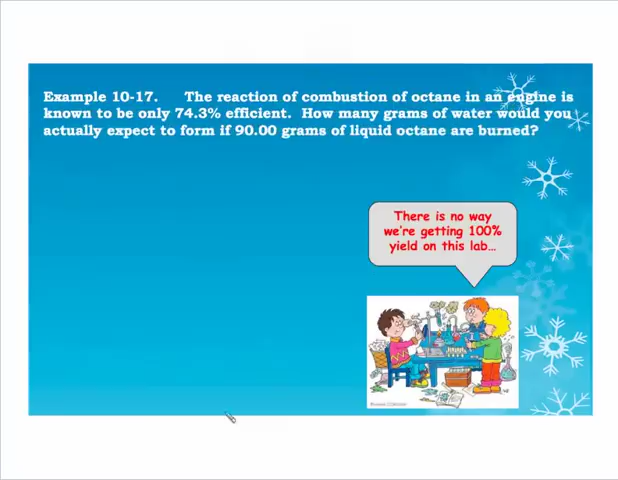 Example 10-17. The reaction of combustion of octane in an engine is
known to be only 74.3% efficient. How many grams of water would you
actually expect to form if 90.00 grams of liquid octane are burned?
There is no way
we're getting 100%
yield on this lab...